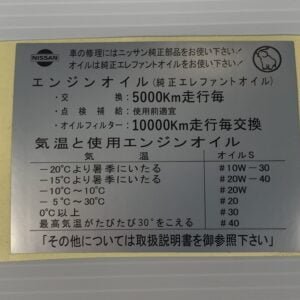 NISSAN
車の修理にはニッサン純正部品をお使い下さい!
オイルは純正エレファントオイルをお使い下さい!
エンジンオイル(純正エレファントオイル)
・交換:5000Km走行毎
・点検補給:使用前適宜
・オイルフィルター:10000Km走行毎交換
気温と使用エンジンオイル
気温 オイルS
-20℃より暑季にいたる #10W-30
-15℃より暑季にいたる #20W-40
-10℃~10℃ #20W
-5℃~30℃ #20
0℃以上 #30
最高気温がたびたび30°をこえる #40
「その他については取扱説明書を御参照下さい」